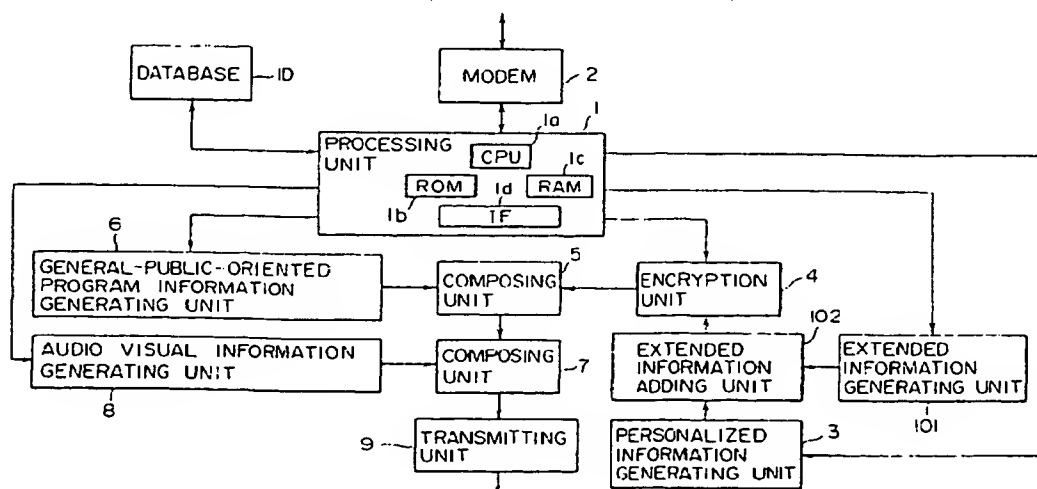 DATABASE
10
MODEM
2
1
PROCESSING
UNIT
1a
CPU
1c
ROM
1d
RAM
1b
IF
6
GENERAL-PUBLIC-ORIENTED
PROGRAM INFORMATION
GENERATING UNIT
5
COMPOSING
UNIT
ENCRYPTION
UNIT
4
102
AUDIO VISUAL INFORMATION
GENERATING UNIT
8
COMPOSING
UNIT
7
EXTENDED
INFORMATION
ADDING UNIT
EXTENDED
INFORMATION
GENERATING UNIT
101
9
TRANSMITTING
UNIT
PERSONALIZED
INFORMATION
GENERATING UNIT
3